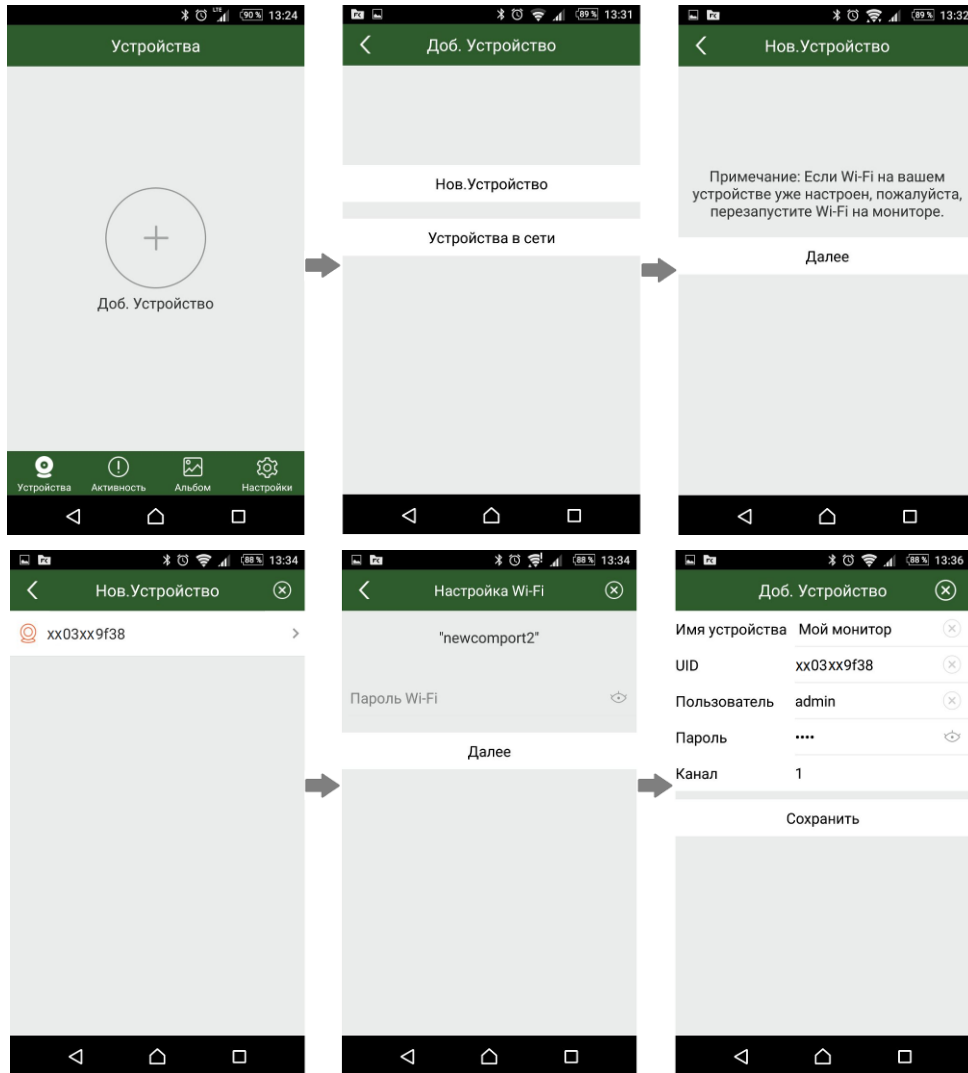 90 % 13:24
Устройства
Доб. Устройство
Устройства Активность Альбом Настройки
89 % 13:31
Доб. Устройство
Нов.Устройство
Устройства в сети
89 % 13:32
Нов.Устройство
Примечание: Если Wi-Fi на вашем
устройстве уже настроен, пожалуйста,
перезапустите Wi-Fi на мониторе.
Далее
88 % 13:34
Нов.Устройство
xx03xx9f38
88 % 13:34
Настройка Wi-Fi
"newcomport2"
Пароль Wi-Fi
Далее
88 % 13:36
Доб. Устройство
Имя устройства Мой монитор
UID xx03xx9f38
Пользователь admin
Пароль ••••
Канал 1
Сохранить